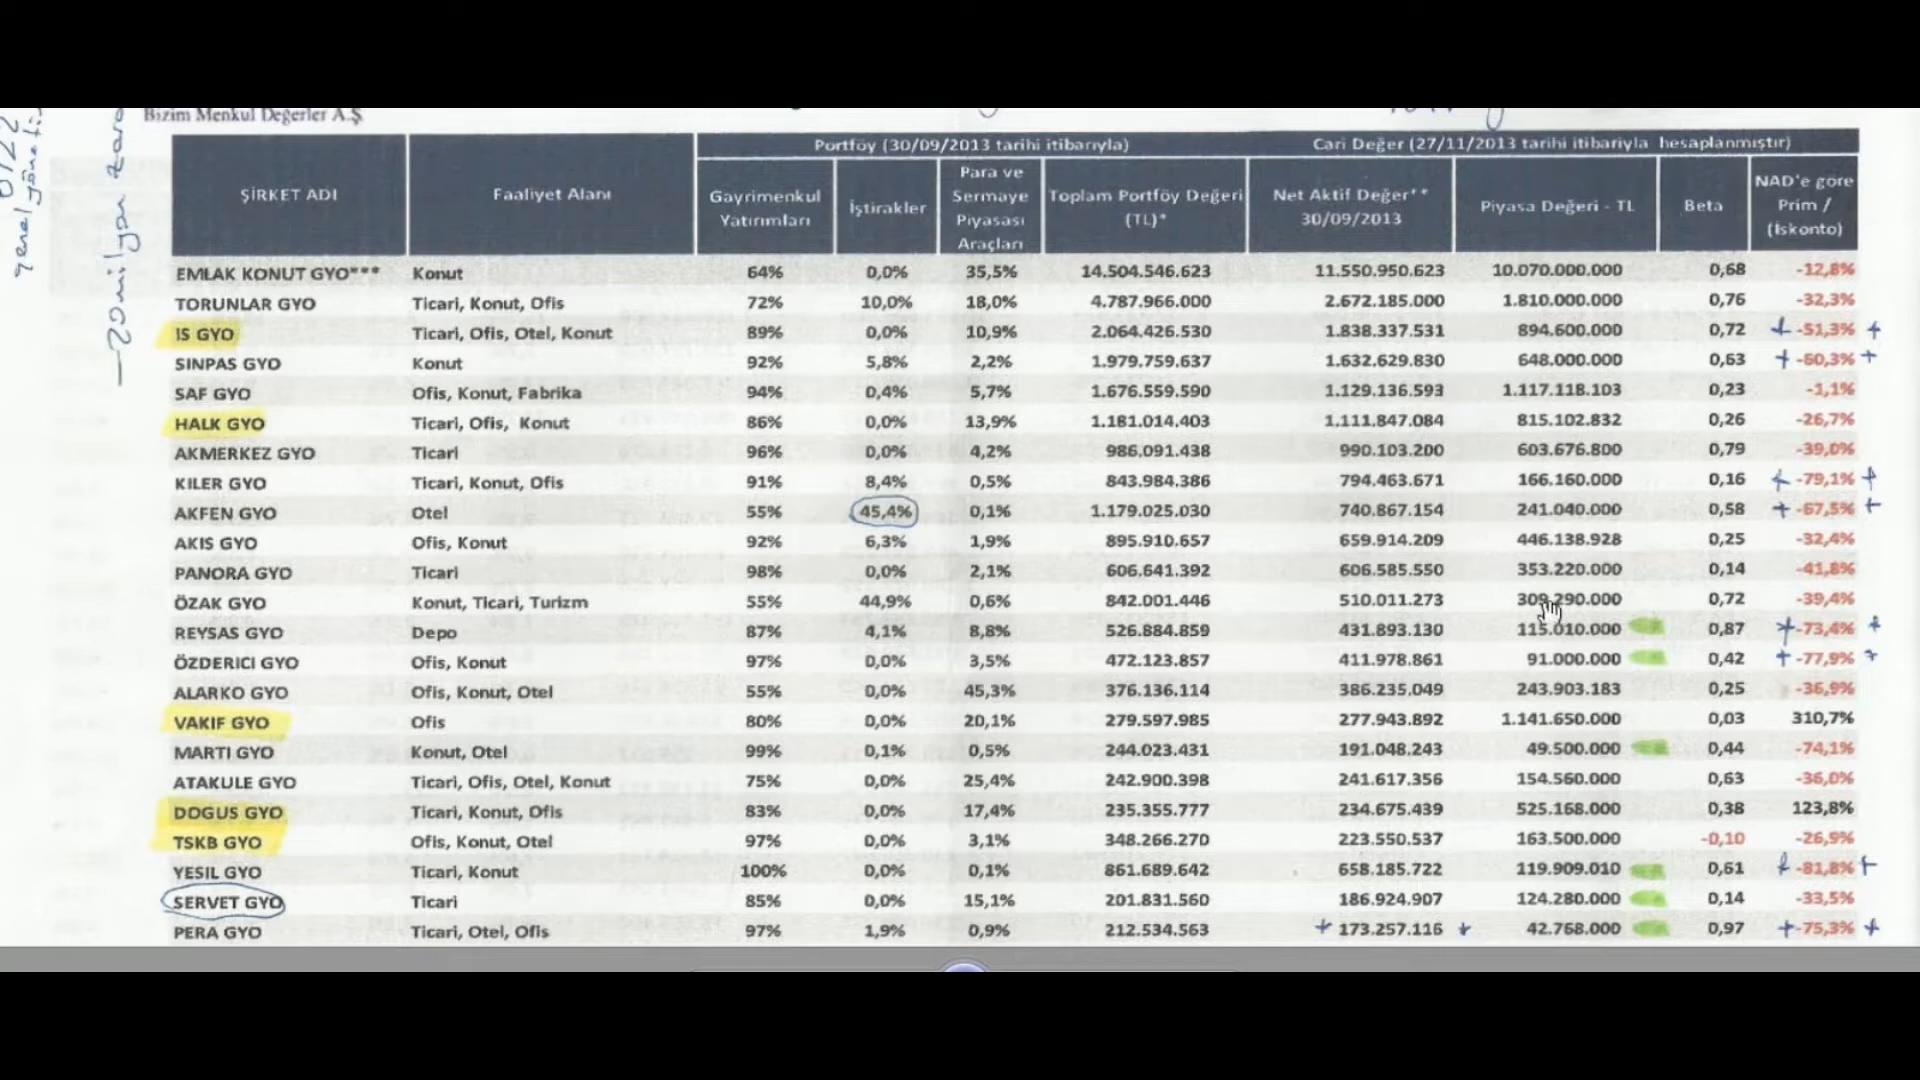 Bizim Menkul Değerler A.Ş
Portföy (30/09/2013 tarihi itibarıyla) Cari Değer (27/11/2013 tarihi itibariyla hesaplanmıştır)
ŞİRKET ADI Faaliyet Alanı Gayrimenkul Yatırımları İştirakler Para ve Sermaye Piyasası Araçları Toplam Portföy Değeri (TL)* Net Aktif Değer** 30/09/2013 Piyasa Değeri - TL Beta NAD'e göre Prim / (İskonto)
EMLAK KONUT GYO*** Konut 64% 0,0% 35,5% 14.504.546.623 11.550.950.623 10.070.000.000 0,68 -12,8%
TORUNLAR GYO Ticari, Konut, Ofis 72% 10,0% 18,0% 4.787.966.000 2.672.185.000 1.810.000.000 0,76 -32,3%
IS GYO Ticari, Ofis, Otel, Konut 89% 0,0% 10,9% 2.064.426.530 1.838.337.531 894.600.000 0,72 + -51,3% +
SINPAS GYO Konut 92% 5,8% 2,2% 1.979.759.637 1.632.629.830 648.000.000 0,63 + -60,3% +
SAF GYO Ofis, Konut, Fabrika 94% 0,4% 5,7% 1.676.559.590 1.129.136.593 1.117.118.103 0,23 -1,1%
HALK GYO Ticari, Ofis, Konut 86% 0,0% 13,9% 1.181.014.403 1.111.847.084 815.102.832 0,26 -26,7%
AKMERKEZ GYO Ticari 96% 0,0% 4,2% 986.091.438 990.103.200 603.676.800 0,79 -39,0%
KILER GYO Ticari, Konut, Ofis 91% 8,4% 0,5% 843.984.386 794.463.671 166.160.000 0,16 + -79,1% +
AKFEN GYO Otel 55% 45,4% 0,1% 1.179.025.030 740.867.154 241.040.000 0,58 + -67,5% +
AKIS GYO Ofis, Konut 92% 6,3% 1,9% 895.910.657 659.914.209 446.138.928 0,25 -32,4%
PANORA GYO Ticari 98% 0,0% 2,1% 606.641.392 606.585.550 353.220.000 0,14 -41,8%
ÖZAK GYO Konut, Ticari, Turizm 55% 44,9% 0,6% 842.001.446 510.011.273 309.290.000 0,72 -39,4%
REYSAS GYO Depo 87% 4,1% 8,8% 526.884.859 431.893.130 115.010.000 0,87 + -73,4% +
ÖZDERICI GYO Ofis, Konut 97% 0,0% 3,5% 472.123.857 411.978.861 91.000.000 0,42 + -77,9% +
ALARKO GYO Ofis, Konut, Otel 55% 0,0% 45,3% 376.136.114 386.235.049 243.903.183 0,25 -36,9%
VAKIF GYO Ofis 80% 0,0% 20,1% 279.597.985 277.943.892 1.141.650.000 0,03 310,7%
MARTI GYO Konut, Otel 99% 0,1% 0,5% 244.023.431 191.048.243 49.500.000 0,44 -74,1%
ATAKULE GYO Ticari, Ofis, Otel, Konut 75% 0,0% 25,4% 242.900.398 241.617.356 154.560.000 0,63 -36,0%
DOGUS GYO Ticari, Konut, Ofis 83% 0,0% 17,4% 235.355.777 234.675.439 525.168.000 0,38 123,8%
TSKB GYO Ofis, Konut, Otel 97% 0,0% 3,1% 348.266.270 223.550.537 163.500.000 -0,10 -26,9%
YESIL GYO Ticari, Konut 100% 0,0% 0,1% 861.689.642 658.185.722 119.909.010 0,61 + -81,8% +
SERVET GYO Ticari 85% 0,0% 15,1% 201.831.560 186.924.907 124.280.000 0,14 -33,5%
PERA GYO Ticari, Otel, Ofis 97% 1,9% 0,9% 212.534.563 + 173.257.116 + 42.768.000 0,97 + -75,3% +